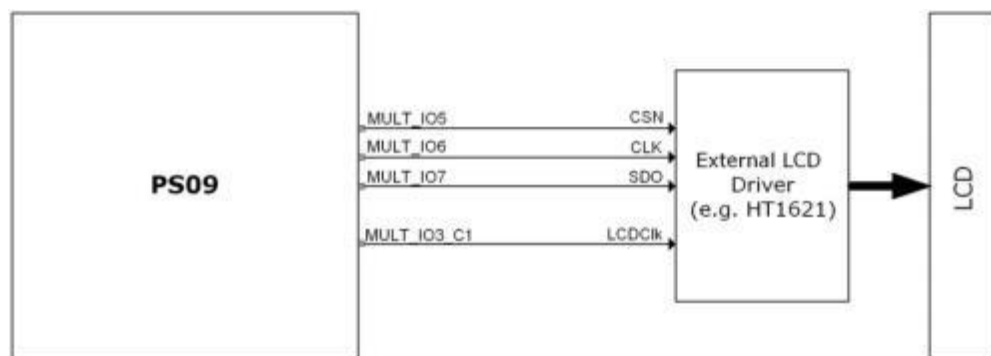 PS09
MULT_IO5 CSN
MULT_IO6 CLK
MULT_IO7 SDO
MULT_IO3_C1 LCDClk
External LCD
Driver
(e.g. HT1621)
LCD